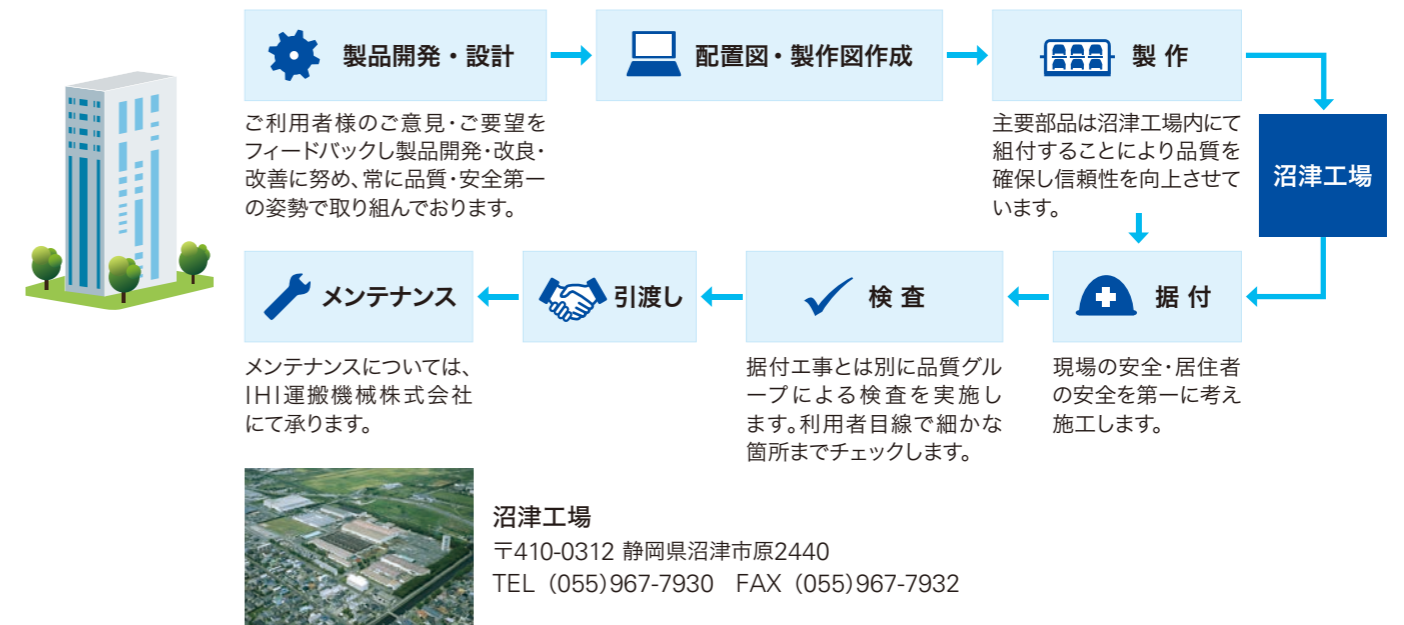 製品開発・設計
配置図・製作図作成
製 作
ご利用者様のご意見・ご要望を
フィードバックし製品開発・改良・
改善に努め、常に品質・安全第一
の姿勢で取り組んでおります。
主要部品は沼津工場内にて
組付することにより品質を
確保し信頼性を向上させて
います。
沼津工場
メンテナンス
引渡し
検 査
据 付
メンテナンスについては、
IHI運搬機械株式会社
にて承ります。
据付工事とは別に品質グル
ープによる検査を実施し
ます。利用者目線で細かな
箇所までチェックします。
現場の安全・居住者
の安全を第一に考え
施工します。
沼津工場
〒410-0312 静岡県沼津市原2440
TEL (055)967-7930 FAX (055)967-7932